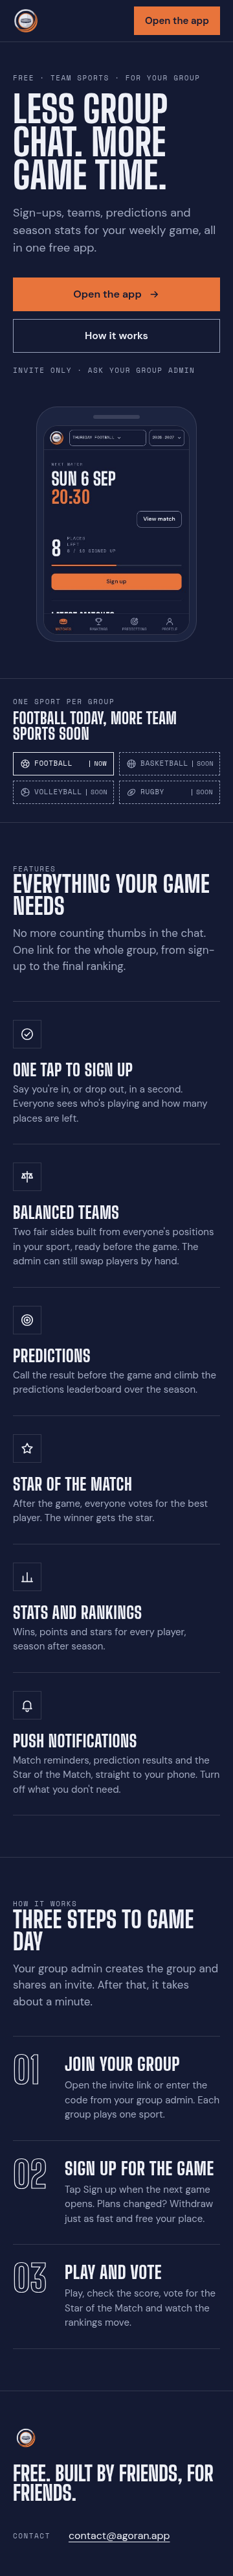 Open the app
FREE · TEAM SPORTS · FOR YOUR GROUP
LESS GROUP
CHAT. MORE
GAME TIME.
Sign-ups, teams, predictions and
season stats for your weekly game, all
in one free app.
Open the app →
How it works
INVITE ONLY · ASK YOUR GROUP ADMIN
THURSDAY FOOTBALL
2026-2027
NEXT MATCH
SUN 6 SEP
20:30
View match
8
PLACES
LEFT
Sign up
LATEST MATCHES
ONE SPORT PER GROUP
FOOTBALL TODAY, MORE TEAM
SPORTS SOON
FOOTBALL | NOW
BASKETBALL | SOON
VOLLEYBALL | SOON
RUGBY | SOON
FEATURES
EVERYTHING YOUR GAME
NEEDS
No more counting thumbs in the chat.
One link for the whole group, from sign-
up to the final ranking.
ONE TAP TO SIGN UP
Say you're in, or drop out, in a second.
Everyone sees who's playing and how many
places are left.
BALANCED TEAMS
Two fair sides built from everyone's positions
in your sport, ready before the game. The
admin can still swap players by hand.
PREDICTIONS
Call the result before the game and climb the
predictions leaderboard over the season.
STAR OF THE MATCH
After the game, everyone votes for the best
player. The winner gets the star.
STATS AND RANKINGS
Wins, points and stars for every player,
season after season.
PUSH NOTIFICATIONS
Match reminders, prediction results and the
Star of the Match, straight to your phone. Turn
off what you don't need.
HOW IT WORKS
THREE STEPS TO GAME
DAY
Your group admin creates the group and
shares an invite. After that, it takes
about a minute.
01
JOIN YOUR GROUP
Open the invite link or enter the
code from your group admin. Each
group plays one sport.
02
SIGN UP FOR THE GAME
Tap Sign up when the next game
opens. Plans changed? Withdraw
just as fast and free your place.
03
PLAY AND VOTE
Play, check the score, vote for the
Star of the Match and watch the
rankings move.
FREE. BUILT BY FRIENDS, FOR
FRIENDS.
CONTACT
contact@agoran.app